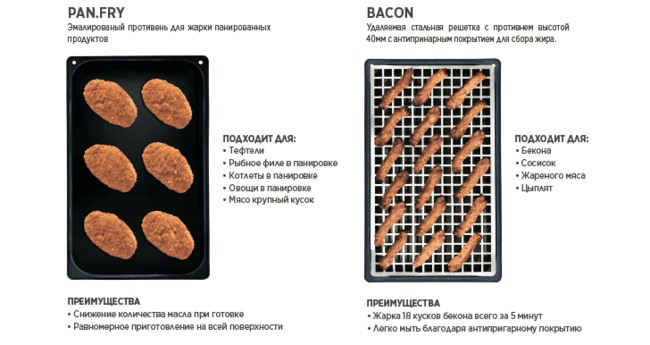 PAN.FRY
Эмалированый противень для жарки панированных
продуктов
ПОДХОДИТ ДЛЯ:
• Тефтели
• Рыбное филе в панировке
• Котлеты в панировке
• Овощи в панировке
• Мясо крупный кусок
ПРЕИМУЩЕСТВА
• Снижение количества масла при готовке
• Равномерное приготовление на всей поверхности
BACON
Удаляемая стальная решетка с противнем высотой
40мм с антипринарным покрытием для сбора жира.
ПОДХОДИТ ДЛЯ:
• Бекона
• Сосисок
• Жареного мяса
• Цыплят
ПРЕИМУЩЕСТВА
• Жарка 18 кусков бекона всего за 5 минут
• Легко мыть благодаря антипригарному покрытию